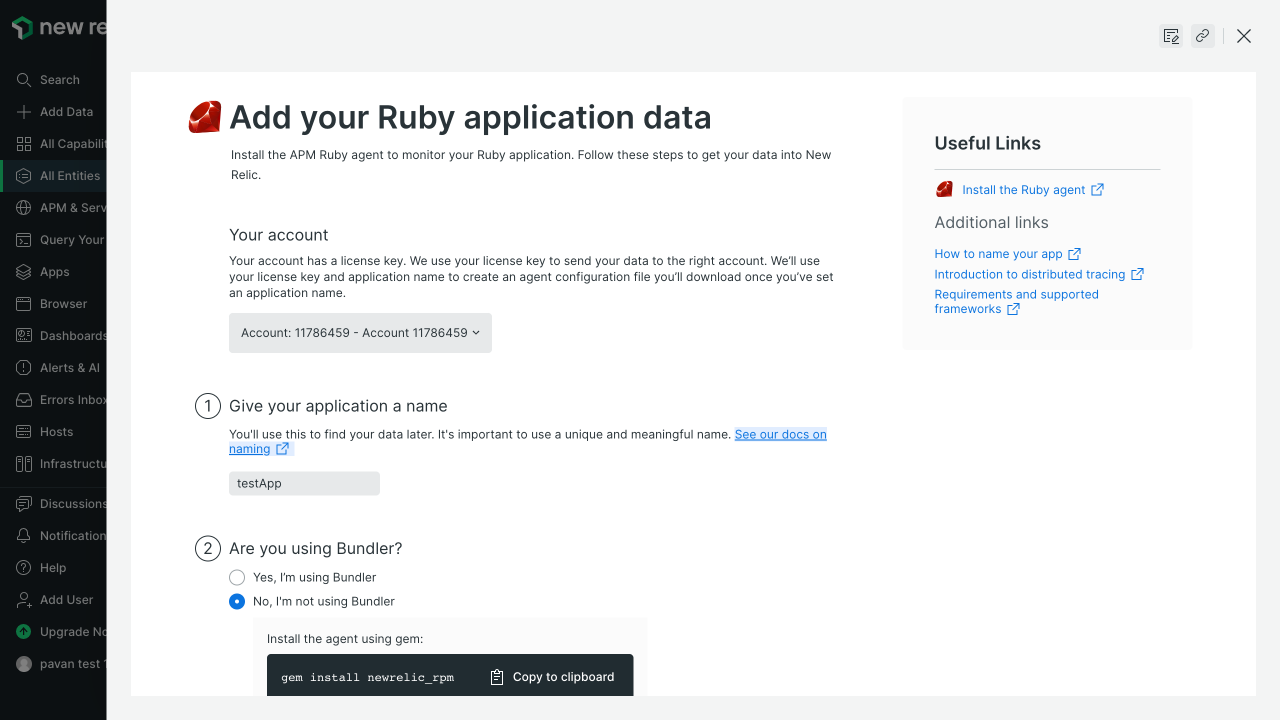 new re
Search
Add Data
All Capabilit
All Entities
APM & Serv
Query Your
Apps
Browser
Dashboards
Alerts & AI
Errors Inbox
Hosts
Infrastructu
Discussions
Notification
Help
Add User
Upgrade No
pavan test 1
Add your Ruby application data
Install the APM Ruby agent to monitor your Ruby application. Follow these steps to get your data into New
Relic.
Your account
Your account has a license key. We use your license key to send your data to the right account. We’ll use
your license key and application name to create an agent configuration file you’ll download once you’ve set
an application name.
Account: 11786459 - Account 11786459
1 Give your application a name
You'll use this to find your data later. It's important to use a unique and meaningful name. See our docs on
naming
testApp
2 Are you using Bundler?
Yes, I'm using Bundler
No, I'm not using Bundler
Install the agent using gem:
gem install newrelic_rpm Copy to clipboard
Useful Links
Install the Ruby agent
Additional links
How to name your app
Introduction to distributed tracing
Requirements and supported
frameworks